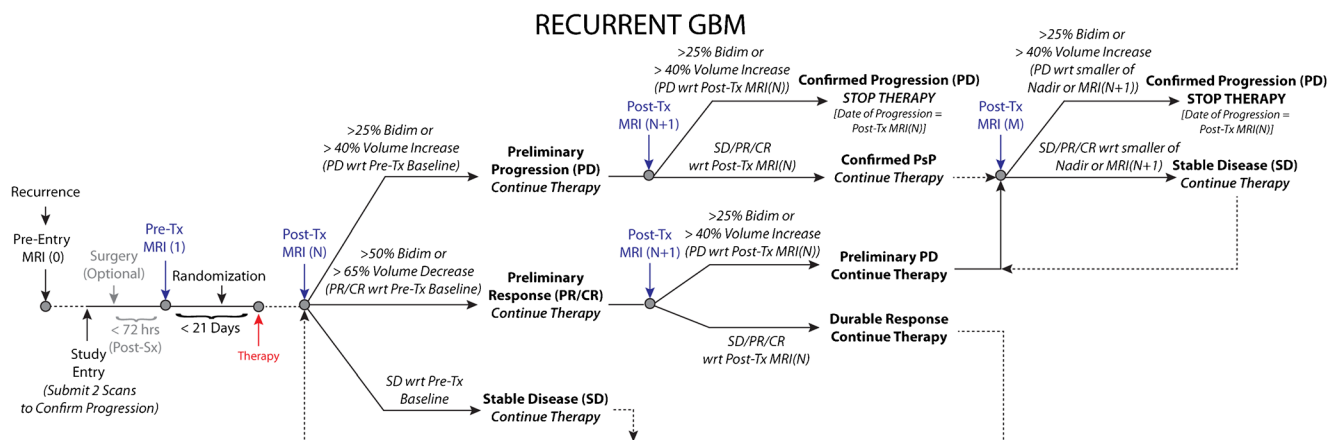 RECURRENT GBM
Recurrence
Pre-Entry
MRI (0)
Surgery
(Optional)
< 72 hrs
(Post-Sx)
Study
Entry
(Submit 2 Scans
to Confirm Progression)
Pre-Tx
MRI (1)
Randomization
< 21 Days
Therapy
Post-Tx
MRI (N)
>25% Bidim or
> 40% Volume Increase
(PD wrt Pre-Tx Baseline)
Preliminary
Progression (PD)
Continue Therapy
>50% Bidim or
> 65% Volume Decrease
(PR/CR wrt Pre-Tx Baseline)
Preliminary
Response (PR/CR)
Continue Therapy
SD wrt Pre-Tx
Baseline
Stable Disease (SD)
Continue Therapy
Post-Tx
MRI (N+1)
>25% Bidim or
> 40% Volume Increase
(PD wrt Post-Tx MRI(N))
Confirmed Progression (PD)
STOP THERAPY
[Date of Progression =
Post-Tx MRI(N)]
SD/PR/CR
wrt Post-Tx MRI(N)
Confirmed PsP
Continue Therapy
Post-Tx
MRI (N+1)
>25% Bidim or
> 40% Volume Increase
(PD wrt Post-Tx MRI(N))
Preliminary PD
Continue Therapy
SD/PR/CR
wrt Post-Tx MRI(N)
Durable Response
Continue Therapy
Post-Tx
MRI (M)
>25% Bidim or
> 40% Volume Increase
(PD wrt smaller of
Nadir or MRI(N+1))
Confirmed Progression (PD)
STOP THERAPY
[Date of Progression =
Post-Tx MRI(N)]
SD/PR/CR wrt smaller of
Nadir or MRI(N+1)
Stable Disease (SD)
Continue Therapy